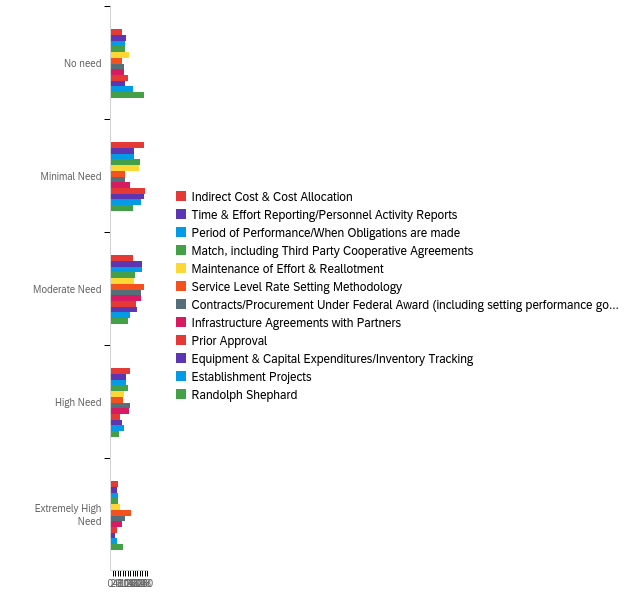 No need
Minimal Need
Moderate Need
High Need
Extremely High
Need
Indirect Cost & Cost Allocation
Time & Effort Reporting/Personnel Activity Reports
Period of Performance/When Obligations are made
Match, including Third Party Cooperative Agreements
Maintenance of Effort & Reallotment
Service Level Rate Setting Methodology
Contracts/Procurement Under Federal Award (including setting performance go...
Infrastructure Agreements with Partners
Prior Approval
Equipment & Capital Expenditures/Inventory Tracking
Establishment Projects
Randolph Shephard